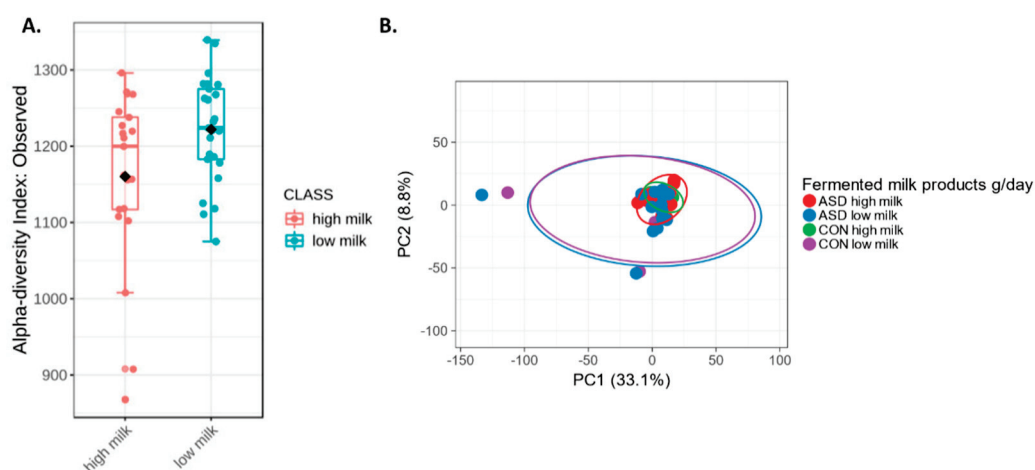 A.
Alpha-diversity Index: Observed
1300
1200
1100
1000
900
high milk
low milk
CLASS
high milk
low milk
B.
PC2 (8.8%)
50
0
-50
-100
-150
-100
-50
0
50
100
PC1 (33.1%)
Fermented milk products g/day
ASD high milk
ASD low milk
CON high milk
CON low milk